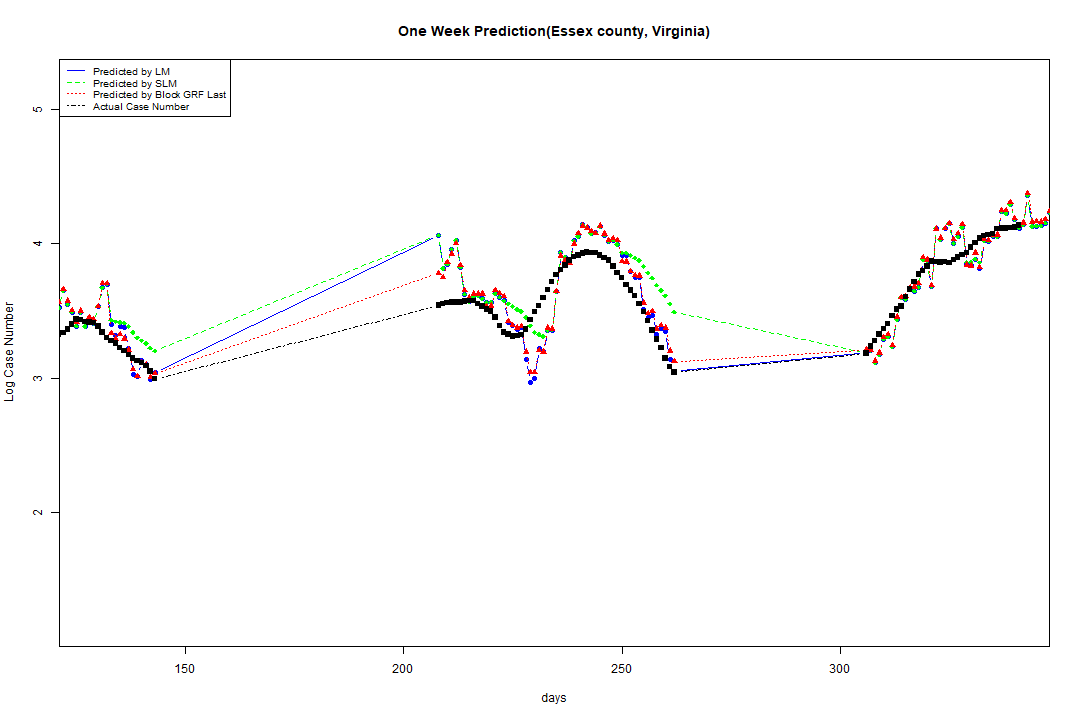 One Week Prediction(Essex county, Virginia)
Predicted by LM
Predicted by SLM
Predicted by Block GRF Last
Actual Case Number
5
4
3
2
Log Case Number
150
200
250
300
days